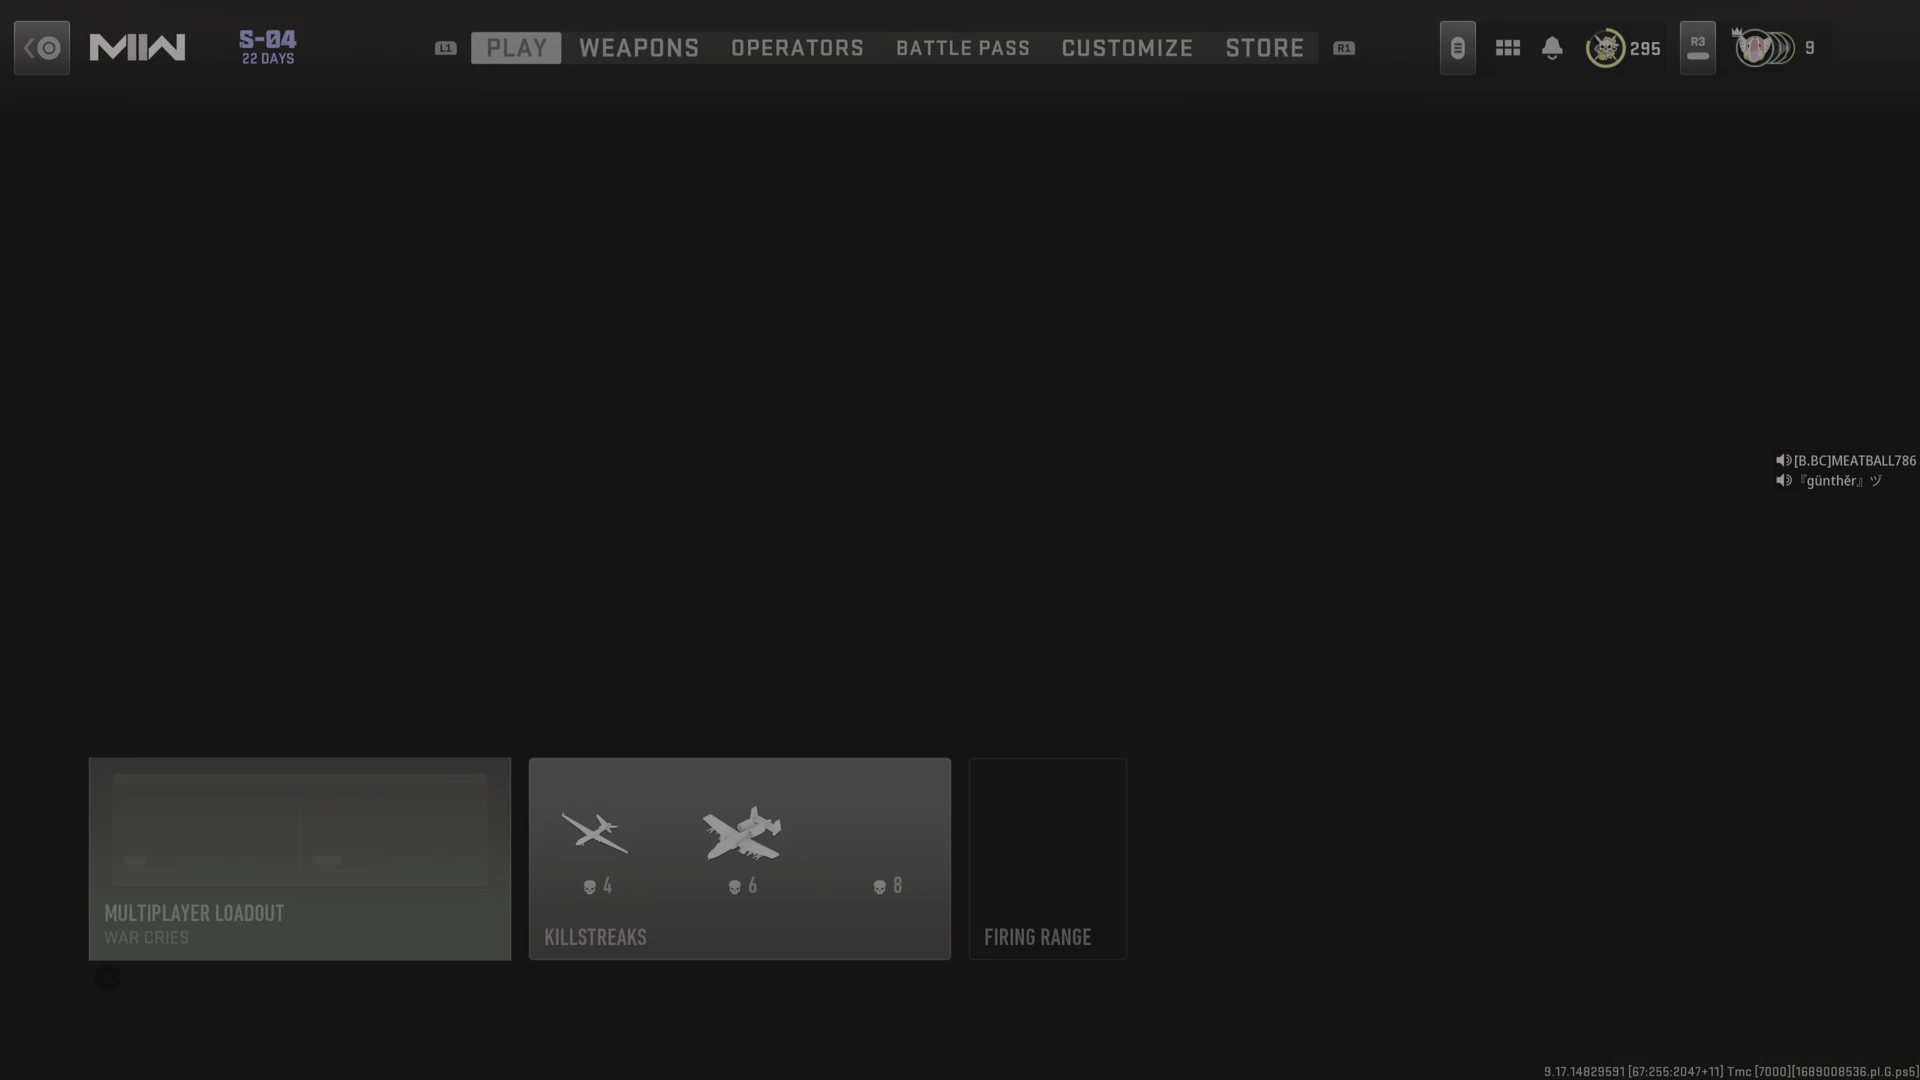 MW
S-04
22 DAYS
L1
PLAY
WEAPONS
OPERATORS
BATTLE PASS
CUSTOMIZE
STORE
R1
295
R3
9
[B.BC]MEATBALL786
『günthěr』ヅ
MULTIPLAYER LOADOUT
WAR CRIES
4
6
8
KILLSTREAKS
FIRING RANGE
9.17.14829591 [67:255:2047+11] Tmc [7000][1689008536.pl.G.ps5]